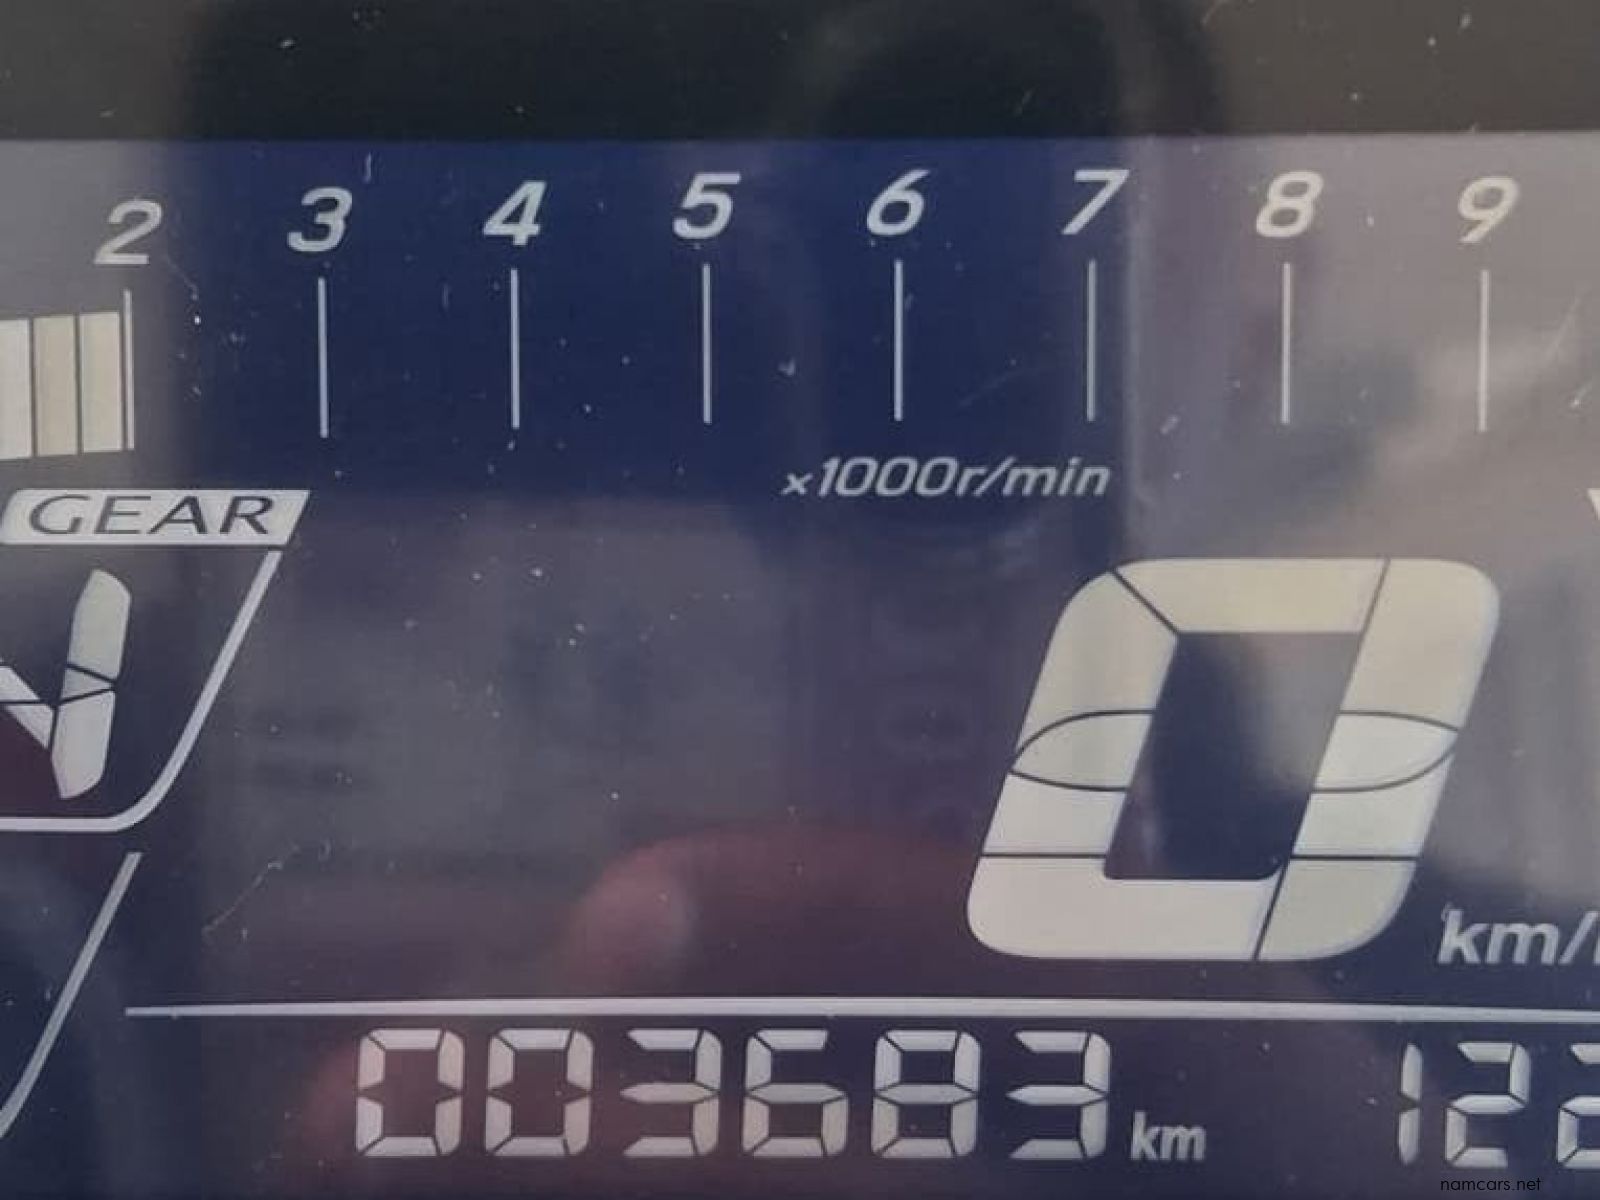 2 3 4 5 6 7 8 9
x1000r/min
GEAR
N
0
km/
003683 km 12
namcars.net